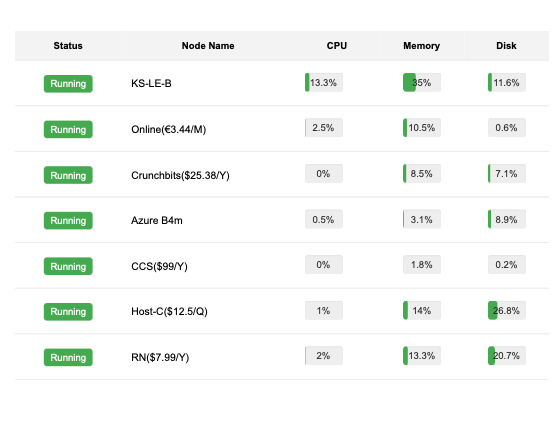 Status Node Name CPU Memory Disk
Running KS-LE-B 13.3% 35% 11.6%
Running Online(€3.44/M) 2.5% 10.5% 0.6%
Running Crunchbits($25.38/Y) 0% 8.5% 7.1%
Running Azure B4m 0.5% 3.1% 8.9%
Running CCS($99/Y) 0% 1.8% 0.2%
Running Host-C($12.5/Q) 1% 14% 26.8%
Running RN($7.99/Y) 2% 13.3% 20.7%